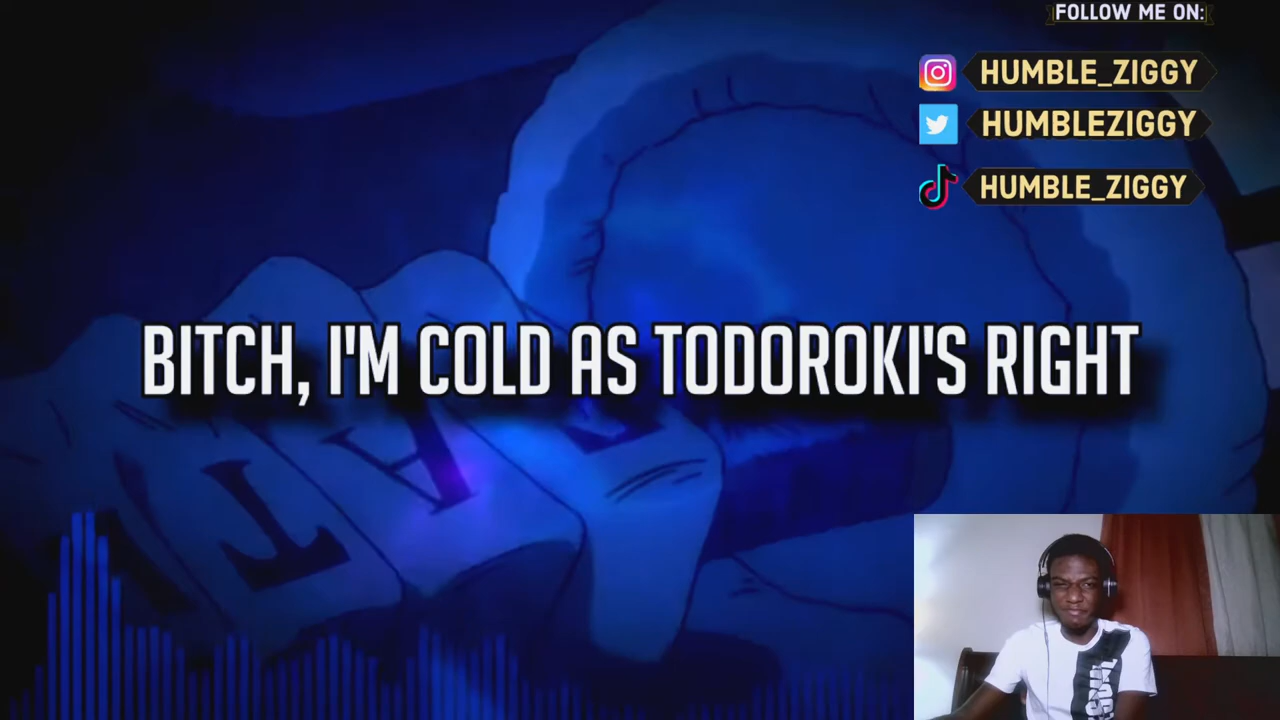 FOLLOW ME ON:
HUMBLE_ZIGGY
HUMBLEZIGGY
HUMBLE_ZIGGY
BITCH, I'M COLD AS TODOROKI'S RIGHT